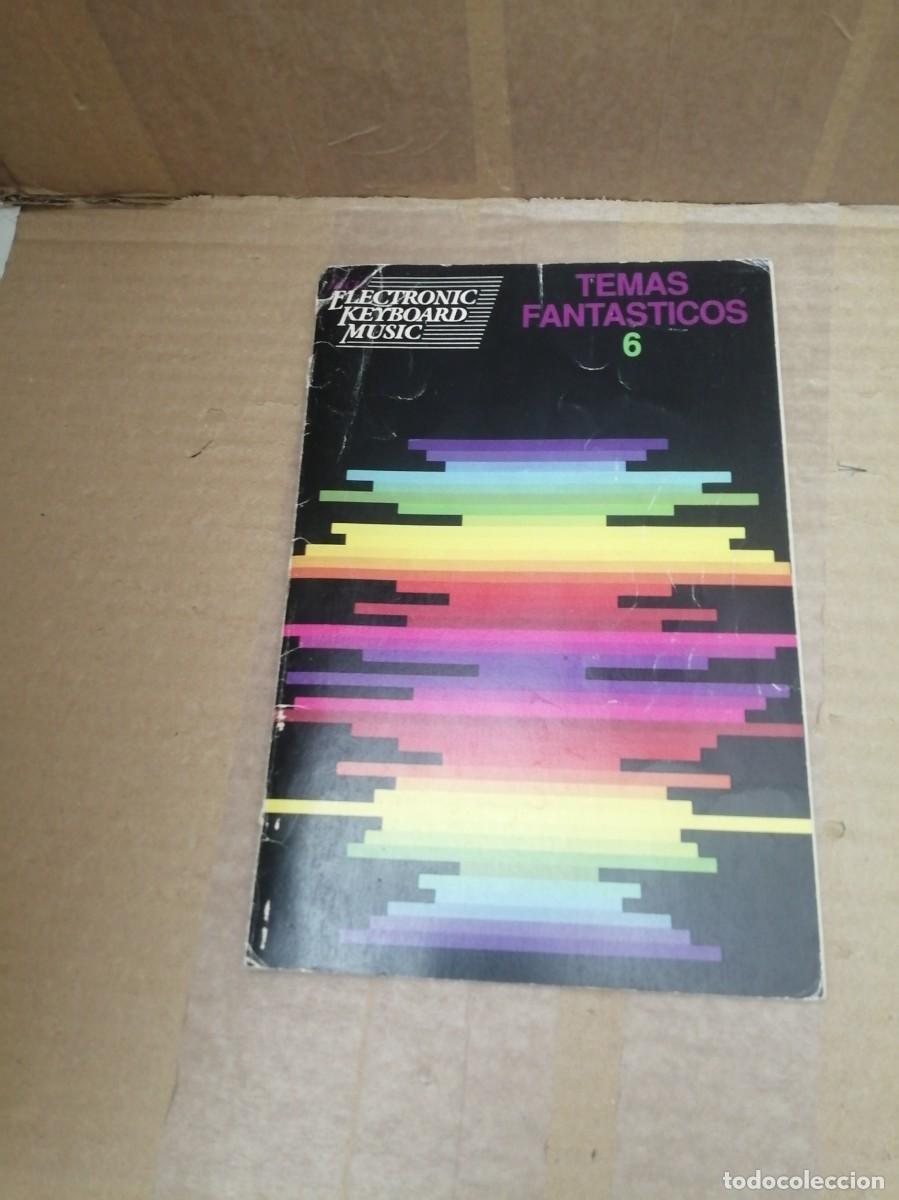 ELECTRONIC
KEYBOARD
MUSIC
TEMAS
FANTASTICOS
6
todocoleccion